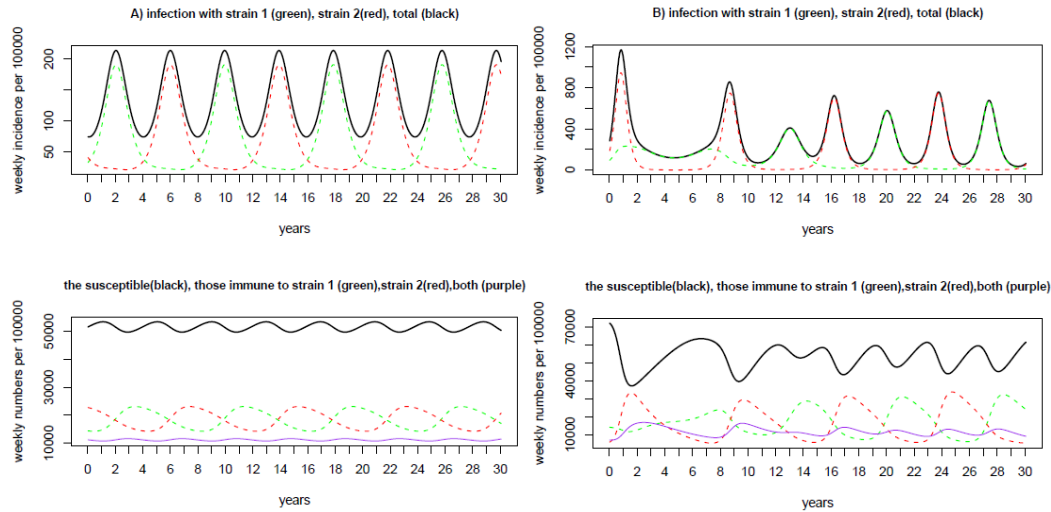 A) infection with strain 1 (green), strain 2(red), total (black)
weekly incidence per 100000
200
100
50
0 2 4 6 8 10 12 14 16 18 20 22 24 26 28 30
years
B) infection with strain 1 (green), strain 2(red), total (black)
weekly incidence per 100000
1200
800
400
0
0 2 4 6 8 10 12 14 16 18 20 22 24 26 28 30
years
the susceptible(black), those immune to strain 1 (green),strain 2(red),both (purple)
weekly numbers per 100000
50000
30000
10000
0 2 4 6 8 10 12 14 16 18 20 22 24 26 28 30
years
the susceptible(black), those immune to strain 1 (green),strain 2(red),both (purple)
weekly numbers per 100000
70000
40000
10000
0 2 4 6 8 10 12 14 16 18 20 22 24 26 28 30
years